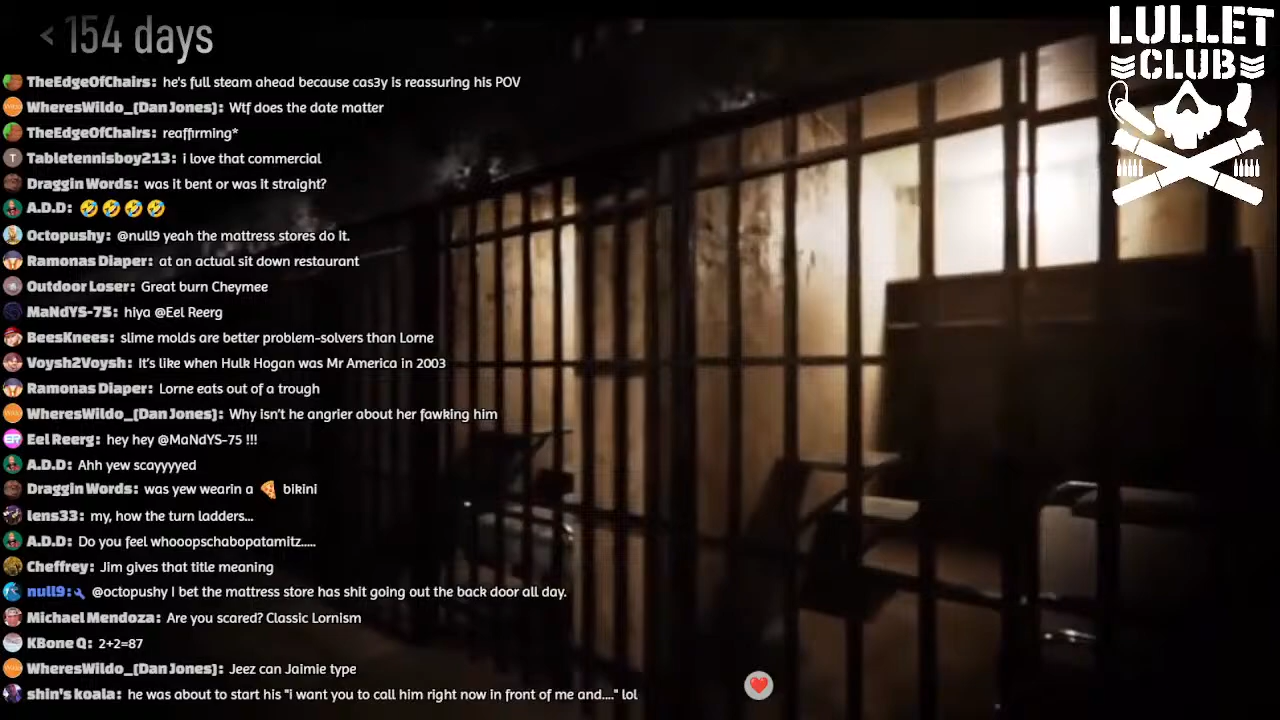 < 154 days
LULLET
CLUB
TheEdgeOfChairs: he's full steam ahead because cas3y is reassuring his POV
WheresWildo_(Dan Jones): Wtf does the date matter
TheEdgeOfChairs: reaffirming*
Tabletennisboy213: i love that commercial
Draggin Words: was it bent or was it straight?
A.D.D: 🤣🤣🤣🤣
Octopushy: @null9 yeah the mattress stores do it.
Ramonas Diaper: at an actual sit down restaurant
Outdoor Loser: Great burn Cheymee
MaNdYS-75: hiya @Eel Reerg
BeesKnees: slime molds are better problem-solvers than Lorne
Voysh2Voysh: It's like when Hulk Hogan was Mr America in 2003
Ramonas Diaper: Lorne eats out of a trough
WheresWildo_(Dan Jones): Why isn't he angrier about her fawking him
Eel Reerg: hey hey @MaNdYS-75 !!!
A.D.D: Ahh yew scayyyyed
Draggin Words: was yew wearin a 🍕 bikini
lens33: my, how the turn ladders...
A.D.D: Do you feel whooopschabopatamitz.....
Cheffrey: Jim gives that title meaning
null9: @octopushy I bet the mattress store has shit going out the back door all day.
Michael Mendoza: Are you scared? Classic Lornism
KBone Q: 2+2=87
WheresWildo_(Dan Jones): Jeez can Jaimie type
shin's koala: he was about to start his "i want you to call him right now in front of me and...." lol